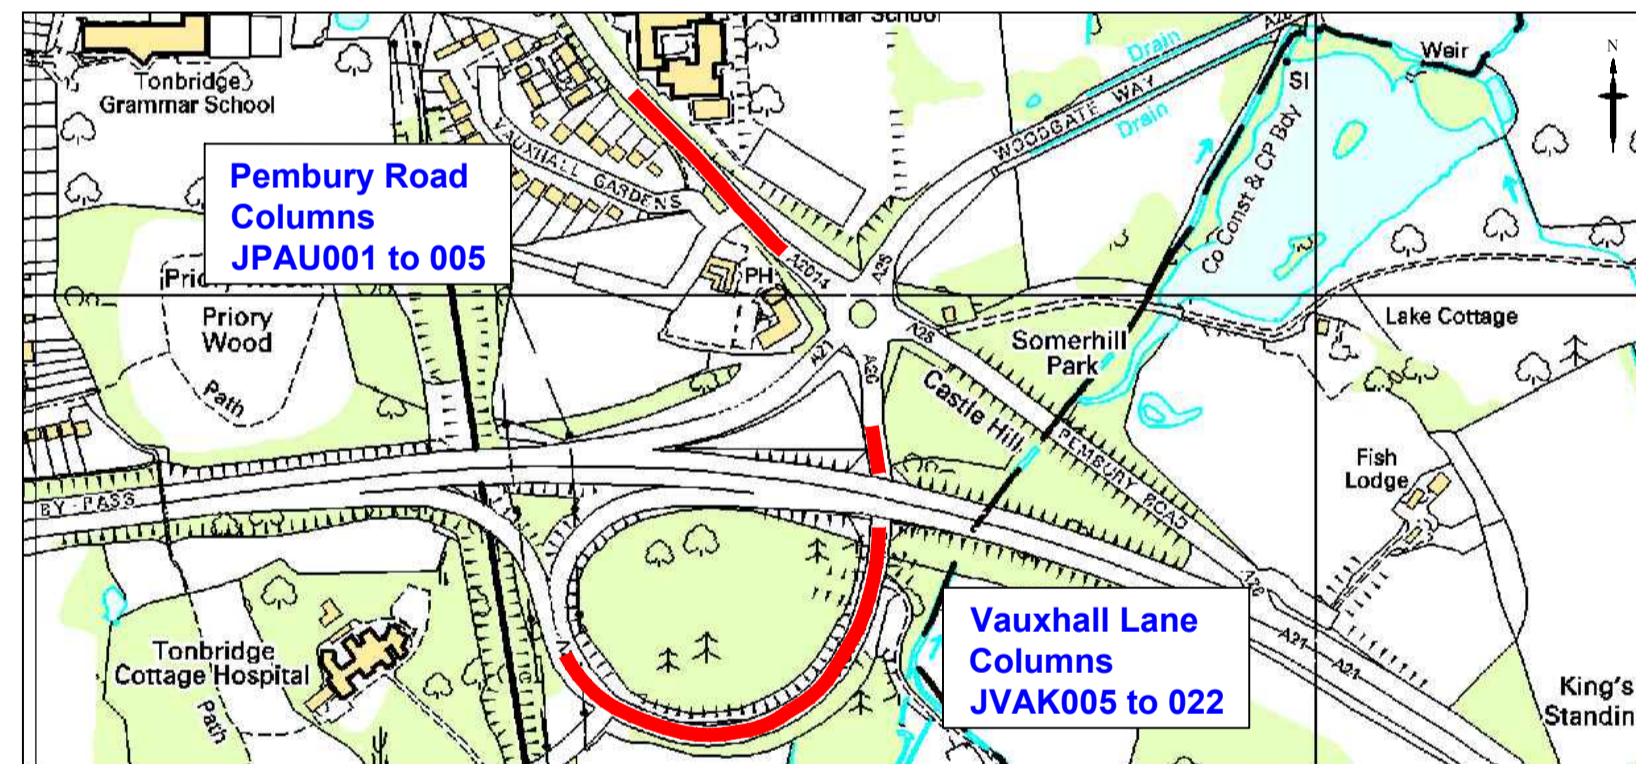 Grammar School
Tonbridge
Grammar School
VAUXHALL GARDENS
Drain
WOODGATE WAY
Drain
Weir
SI
N
Co Const & CP Bdy
Pembury Road
Columns
JPAU001 to 005
Priory
Wood
Path
PH
A2014
A26
A26
A21
A26
Somerhill
Park
Lake Cottage
Castle Hill
PEMBURY ROAD
Fish
Lodge
BY-PASS
Tonbridge
Cottage Hospital
Path
Vauxhall Lane
Columns
JVAK005 to 022
A21
A21
King's
Standin